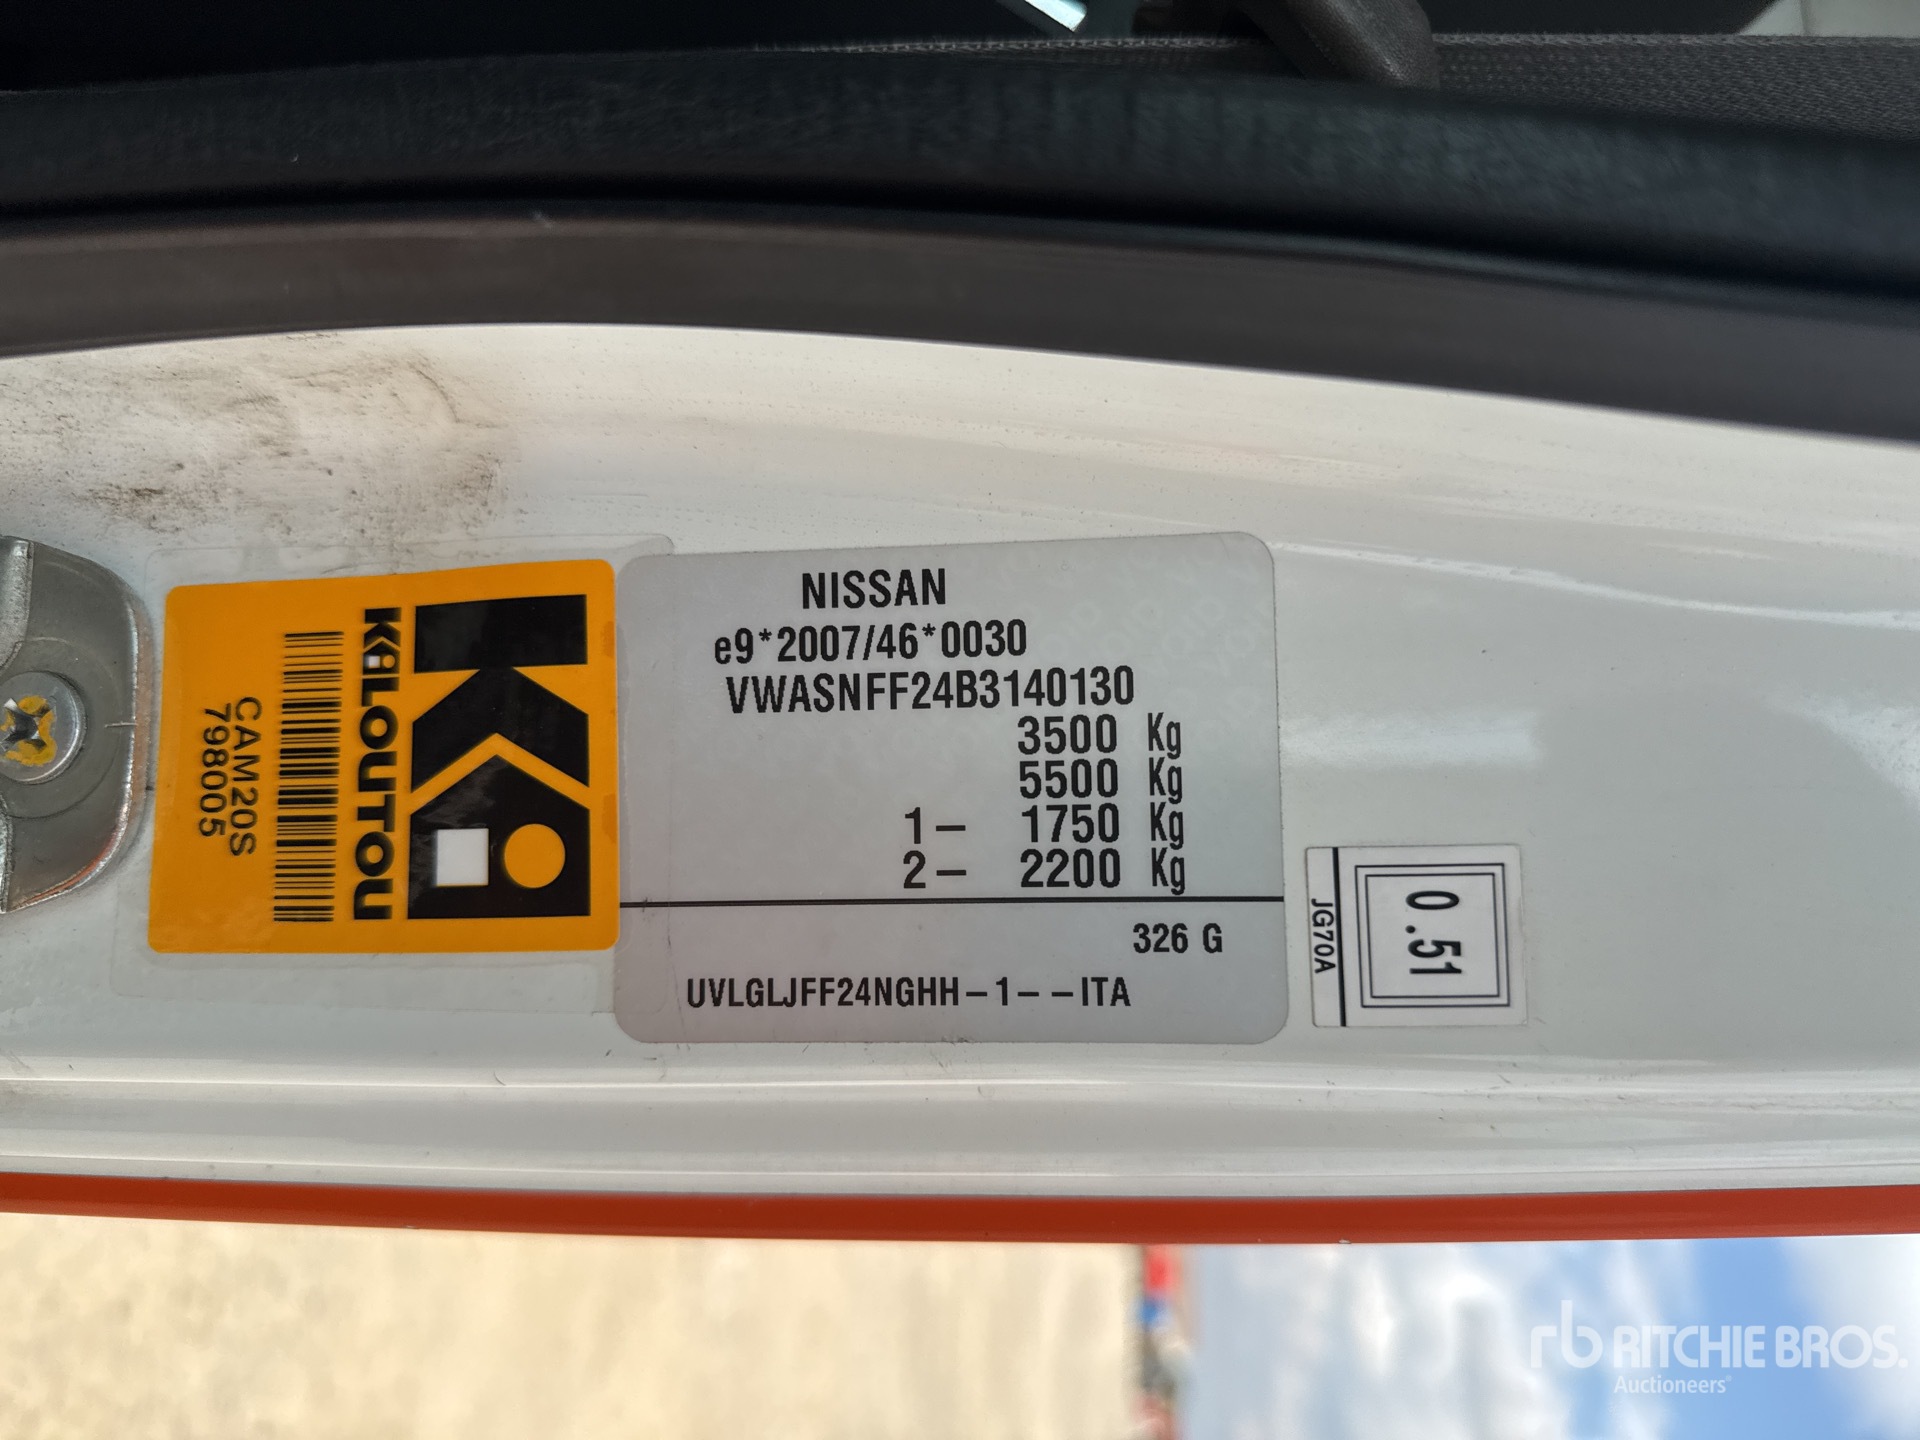 KILOUTOU
CAM20S
798005
NISSAN
e9*2007/46*0030
VWASNFF24B3140130
3500 Kg
5500 Kg
1- 1750 Kg
2- 2200 Kg
326 G
UVLGLJFF24NGHH-1--ITA
0.51
JG70A
rb RITCHIE BROS.
Auctioneers